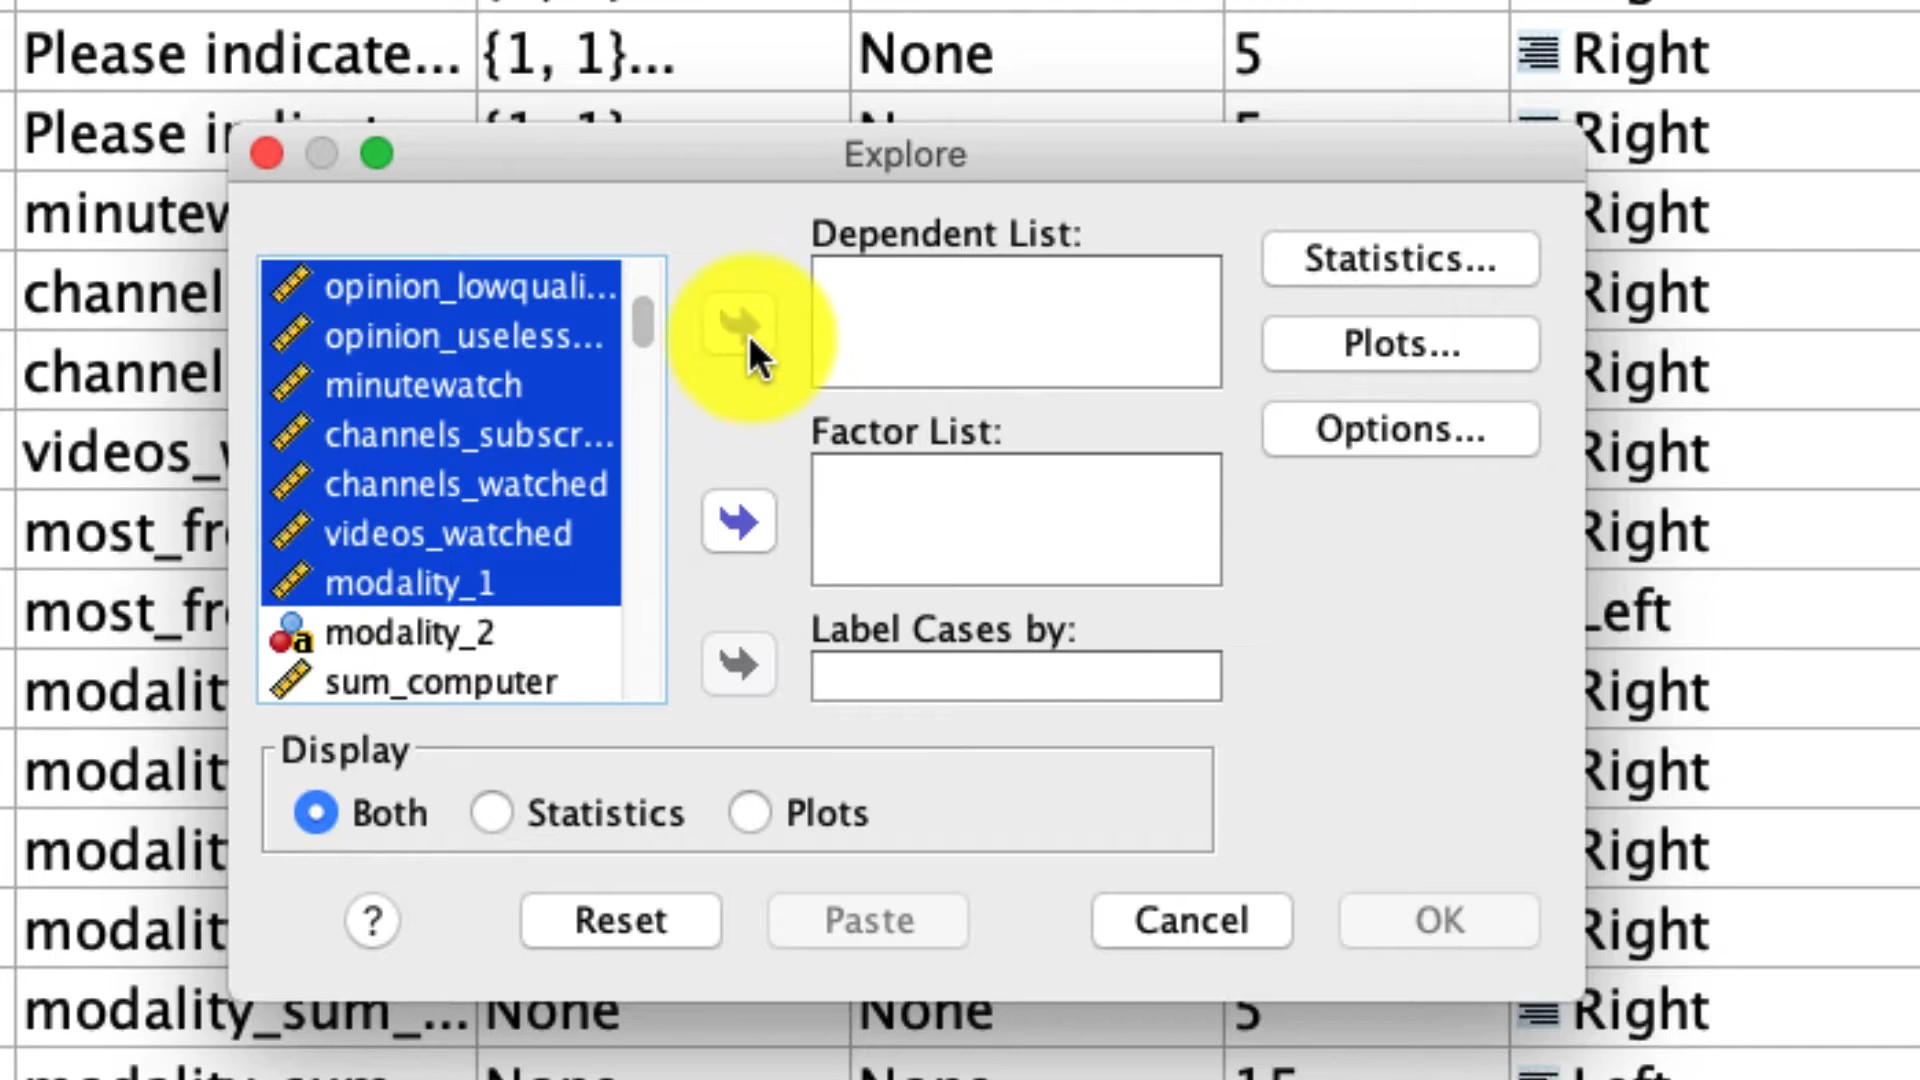 Please indicate... {1, 1}... None 5 Right
Please Right
Explore
minutew Right
Dependent List:
Statistics...
opinion_lowquali...
channel Right
opinion_useless...
Plots...
minutewatch
channel Right
channels_subscr...
Factor List:
Options...
videos_ Right
channels_watched
videos_watched
most_fr Right
modality_1
most_fr Left
modality_2
Label Cases by:
sum_computer
modalit Right
Display
modalit Right
Both Statistics Plots
modalit Right
? Reset Paste Cancel OK
modalit Right
modality_sum_... None None 5 Right